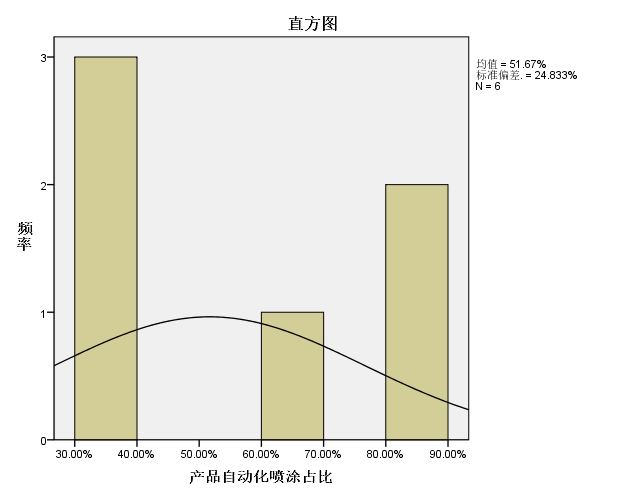 直方图
均值 = 51.67%
标准偏差. = 24.833%
N = 6
3
2
1
0
频率
30.00% 40.00% 50.00% 60.00% 70.00% 80.00% 90.00%
产品自动化喷涂占比